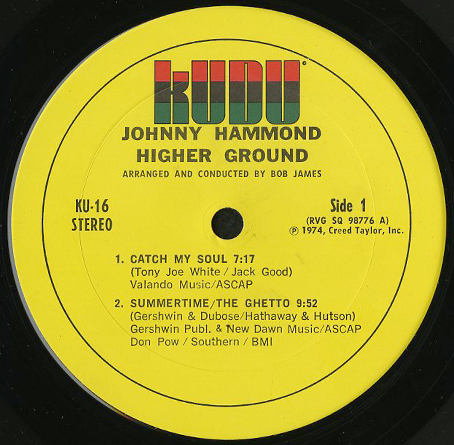 KUDU
JOHNNY HAMMOND
HIGHER GROUND
ARRANGED AND CONDUCTED BY BOB JAMES
KU-16
STEREO
Side 1
(RVG SQ 98776 A)
℗ 1974, Creed Taylor, Inc.
1. CATCH MY SOUL 7:17
(Tony Joe White / Jack Good)
Valando Music/ASCAP
2. SUMMERTIME/THE GHETTO 9:52
(Gershwin & Dubose/Hathaway & Hutson)
Gershwin Publ. & New Dawn Music/ASCAP
Don Pow / Southern / BMI